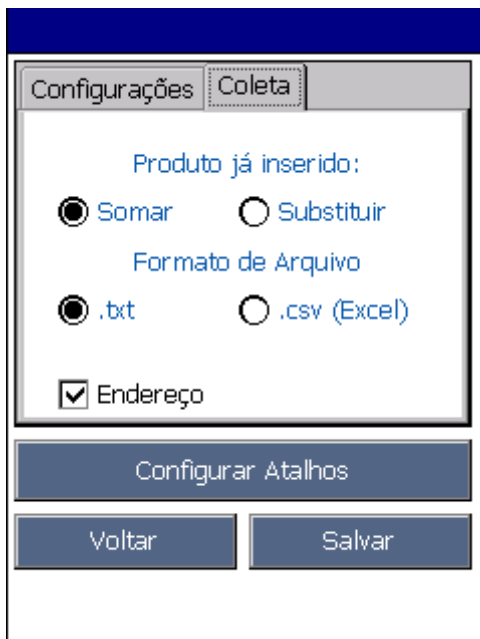 Configurações Coleta
Produto já inserido:
Somar Substituir
Formato de Arquivo
.txt .csv (Excel)
Endereço
Configurar Atalhos
Voltar Salvar